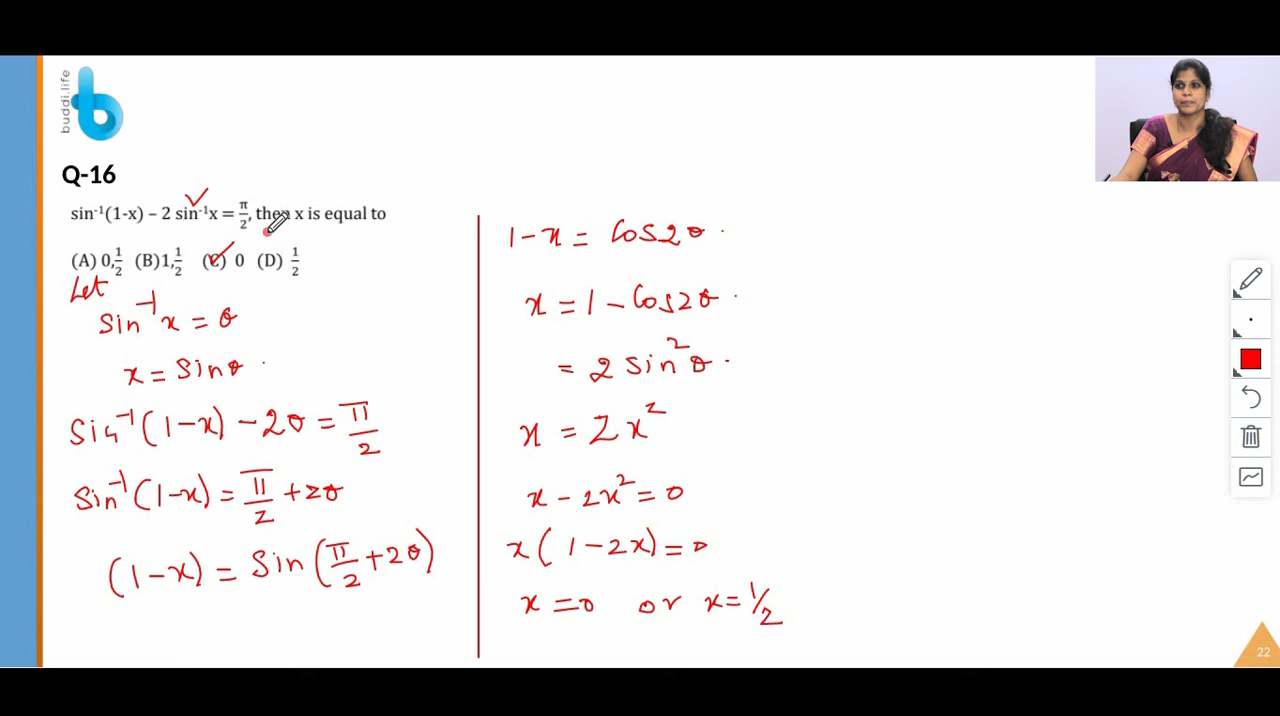 buddi.life
Q-16
sin⁻¹(1-x) – 2 sin⁻¹x = π/2, then x is equal to
(A) 0,1/2 (B)1,1/2 (C) 0 (D) 1/2
Let
sin⁻¹ x = θ
x = sinθ.
Sin⁻¹(1-x) - 2θ = π/2
Sin⁻¹(1-x) = π/2 + 2θ
(1-x) = Sin(π/2 + 2θ)
1-x = Cos2θ.
x = 1 - Cos2θ.
= 2 sin²θ.
x = 2x²
x - 2x² = 0
x(1-2x) = 0
x = 0 or x = 1/2
22